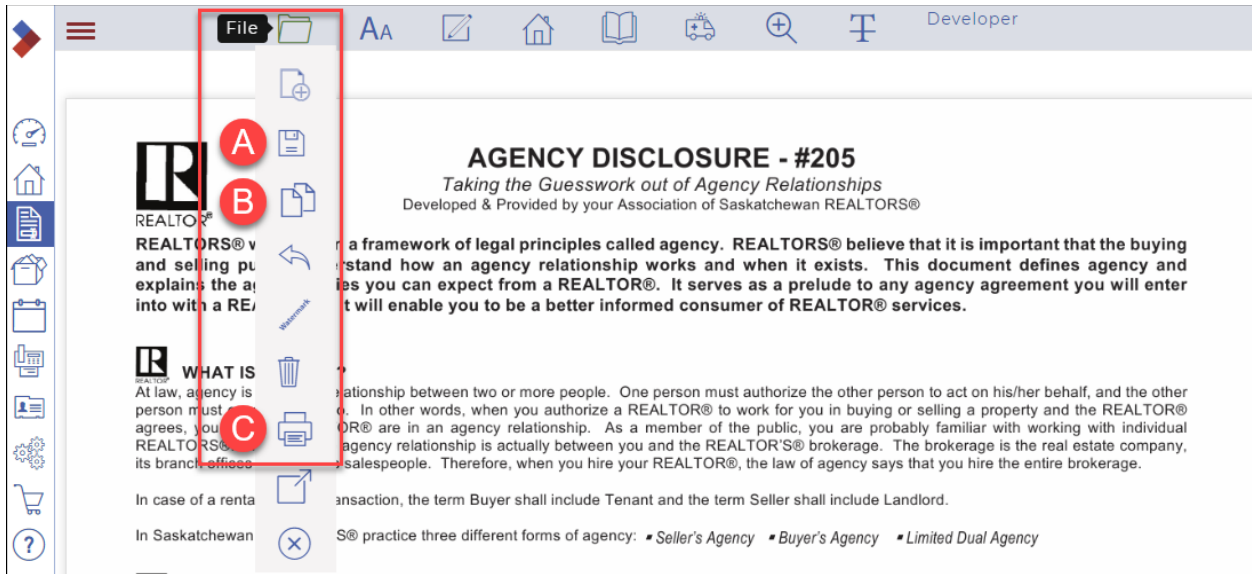 File
AA
T
Developer
A
B
C
Watermark
R
REALTOR®
AGENCY DISCLOSURE - #205
Taking the Guesswork out of Agency Relationships
Developed & Provided by your Association of Saskatchewan REALTORS®
REALTORS® w a framework of legal principles called agency. REALTORS® believe that it is important that the buying
and selling pu rstand how an agency relationship works and when it exists. This document defines agency and
explains the ag ies you can expect from a REALTOR®. It serves as a prelude to any agency agreement you will enter
into with a REA t will enable you to be a better informed consumer of REALTOR® services.
R
REALTOR®
WHAT IS ?
At law, agency is ationship between two or more people. One person must authorize the other person to act on his/her behalf, and the other
person must o. In other words, when you authorize a REALTOR® to work for you in buying or selling a property and the REALTOR®
agrees, you OR® are in an agency relationship. As a member of the public, you are probably familiar with working with individual
REALTORS® agency relationship is actually between you and the REALTOR'S® brokerage. The brokerage is the real estate company,
its branch offices salespeople. Therefore, when you hire your REALTOR®, the law of agency says that you hire the entire brokerage.
In case of a renta ansaction, the term Buyer shall include Tenant and the term Seller shall include Landlord.
In Saskatchewan S® practice three different forms of agency: ▪ Seller's Agency ▪ Buyer's Agency ▪ Limited Dual Agency
?